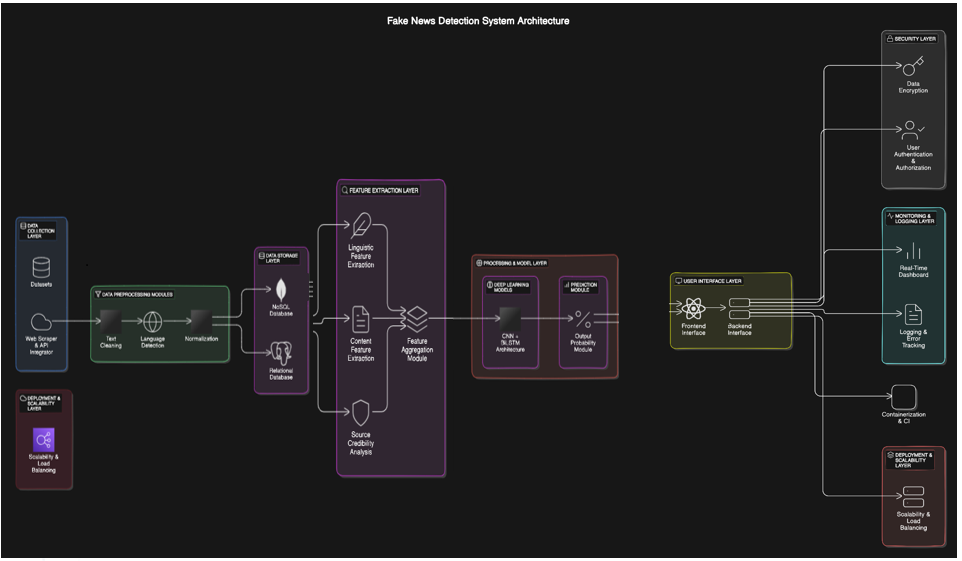 Fake News Detection System Architecture
DATA
COLLECTION
LAYER
Datasets
Web Scraper
& API
Integrator
DEPLOYMENT &
SCALABILITY
LAYER
Scalability &
Load
Balancing
DATA PREPROCESSING MODULES
Text
Cleaning
Language
Detection
Normalization
DATA STORAGE
LAYER
NoSQL
Database
Relational
Database
FEATURE EXTRACTION LAYER
Linguistic
Feature
Extraction
Content
Feature
Extraction
Source
Credibility
Analysis
Feature
Aggregation
Module
PROCESSING & MODEL LAYER
DEEP LEARNING
MODELS
CNN +
BiLSTM
Architecture
PREDICTION
MODULE
Output
Probability
Module
USER INTERFACE LAYER
Frontend
Interface
Backend
Interface
SECURITY LAYER
Data
Encryption
User
Authentication
&
Authorization
MONITORING &
LOGGING LAYER
Real-Time
Dashboard
Logging &
Error
Tracking
Containerization
& CI
DEPLOYMENT &
SCALABILITY
LAYER
Scalability &
Load
Balancing